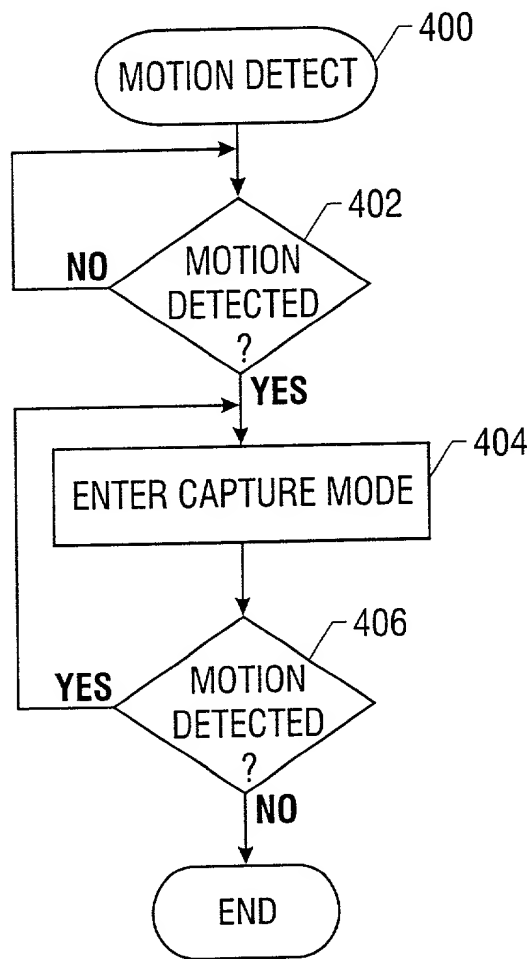 400
MOTION DETECT
402
MOTION
DETECTED
?
NO
YES
404
ENTER CAPTURE MODE
406
MOTION
DETECTED
?
YES
NO
END